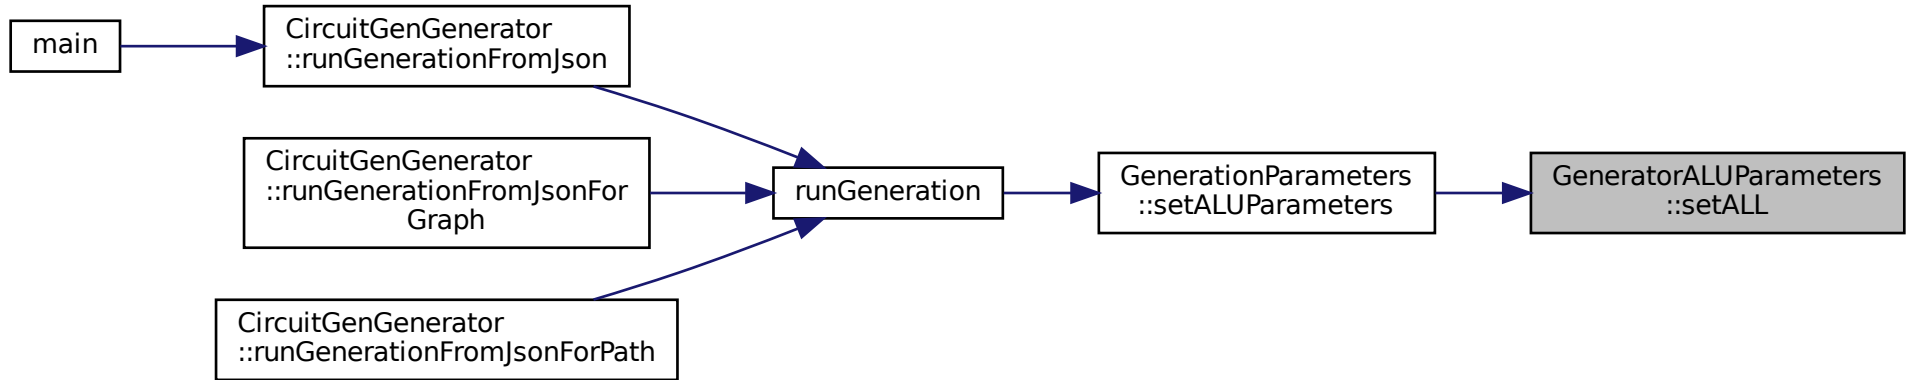 main
CircuitGenGenerator
::runGenerationFromJson
CircuitGenGenerator
::runGenerationFromJsonFor
Graph
CircuitGenGenerator
::runGenerationFromJsonForPath
runGeneration
GenerationParameters
::setALUParameters
GeneratorALUParameters
::setALL